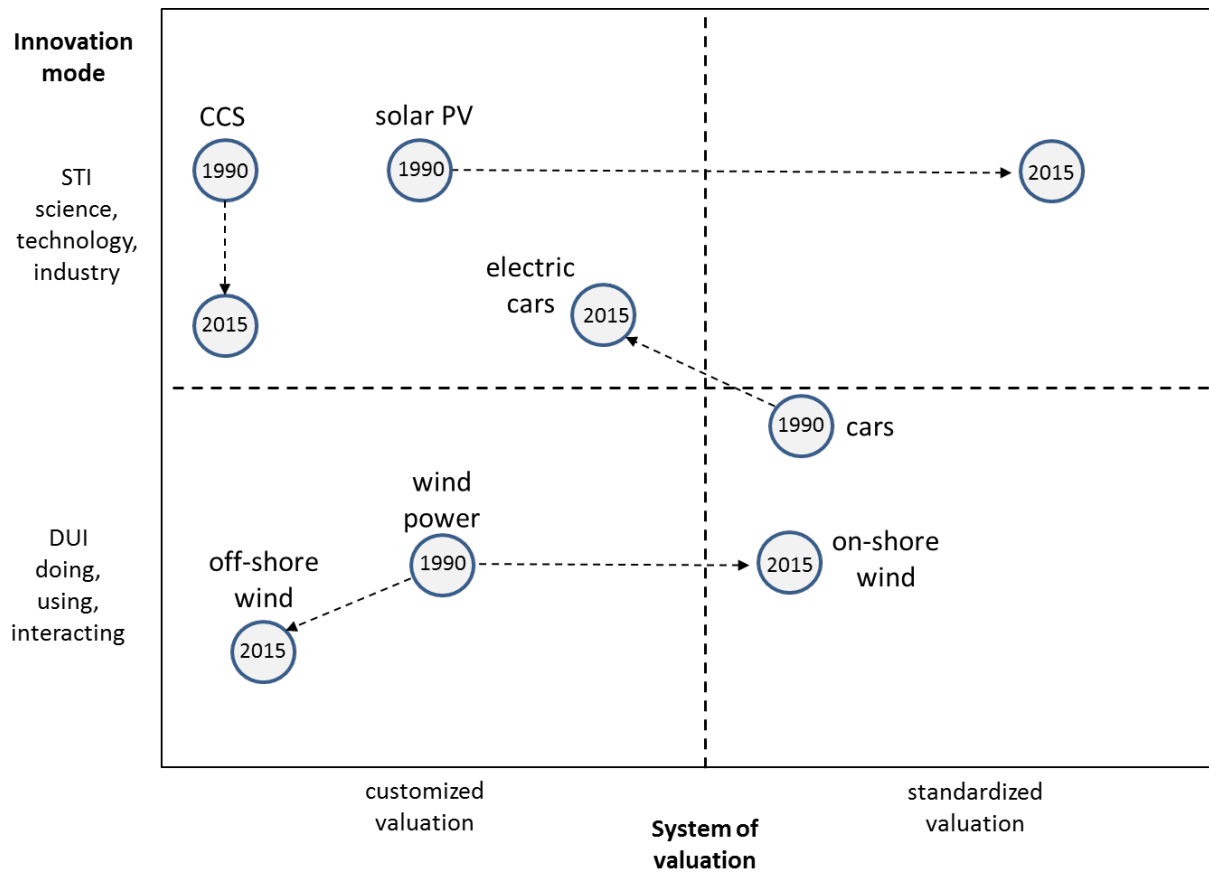 Innovation
mode
CCS
solar PV
1990
1990
2015
STI
science,
technology,
industry
electric
cars
2015
2015
1990
cars
wind
power
DUI
doing,
using,
interacting
off-shore
wind
1990
2015
on-shore
wind
2015
customized
valuation
standardized
valuation
System of
valuation